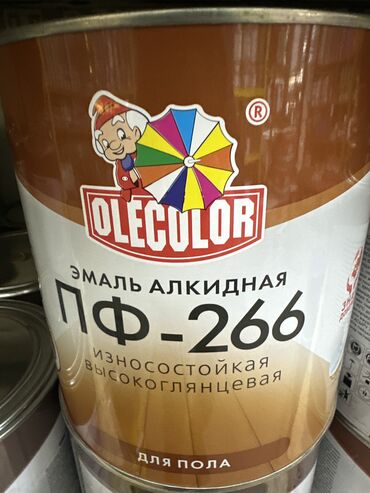 ®
OLECOLOR
ЭМАЛЬ АЛКИДНАЯ
ПФ-266
ИЗНОСОСТОЙКАЯ
ВЫСОКОГЛЯНЦЕВАЯ
ДЛЯ ПОЛА